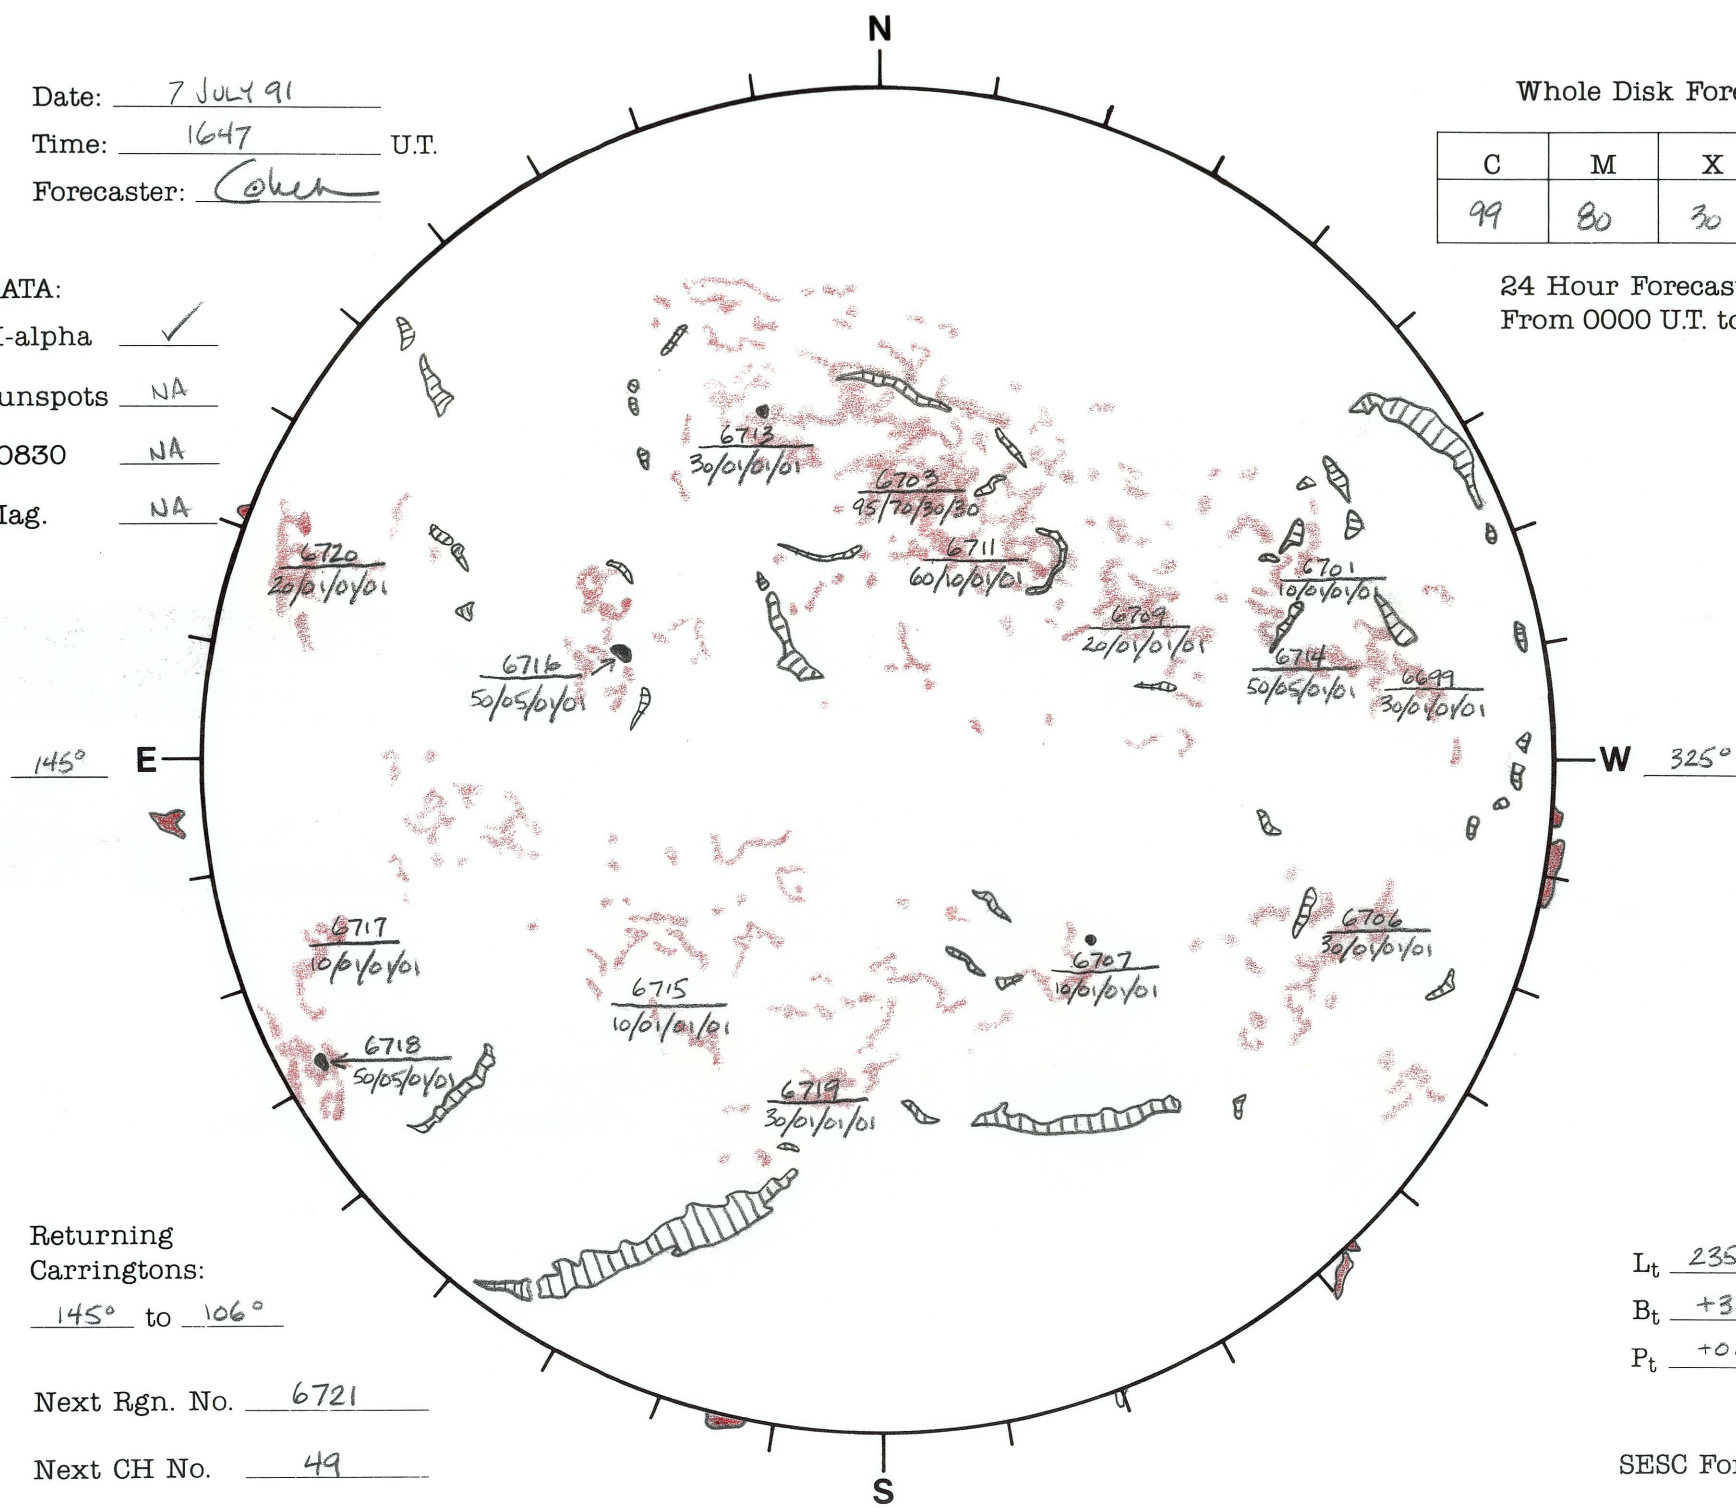 N
Date: 7 JULY 91
Time: 1647 U.T.
Forecaster: Cohen
Whole Disk Fore
C M X
99 80 30
24 Hour Forecas
From 0000 U.T. to
ATA:
I-alpha ✓
unspots NA
0830 NA
Mag. NA
6713
30/01/01/01
6703
95/70/30/30
6711
60/10/01/01
6720
20/01/01/01
6701
10/01/01/01
6709
20/01/01/01
6716
50/05/01/01
6714
50/05/01/01
6699
30/01/01/01
145° E
W 325°
6717
10/01/01/01
6706
30/01/01/01
6707
10/01/01/01
6715
10/01/01/01
6718
50/05/01/01
6719
30/01/01/01
Returning
Carringtons:
145° to 106°
Lt 235
Bt +3
Pt +0.
Next Rgn. No. 6721
Next CH No. 49
SESC For
S